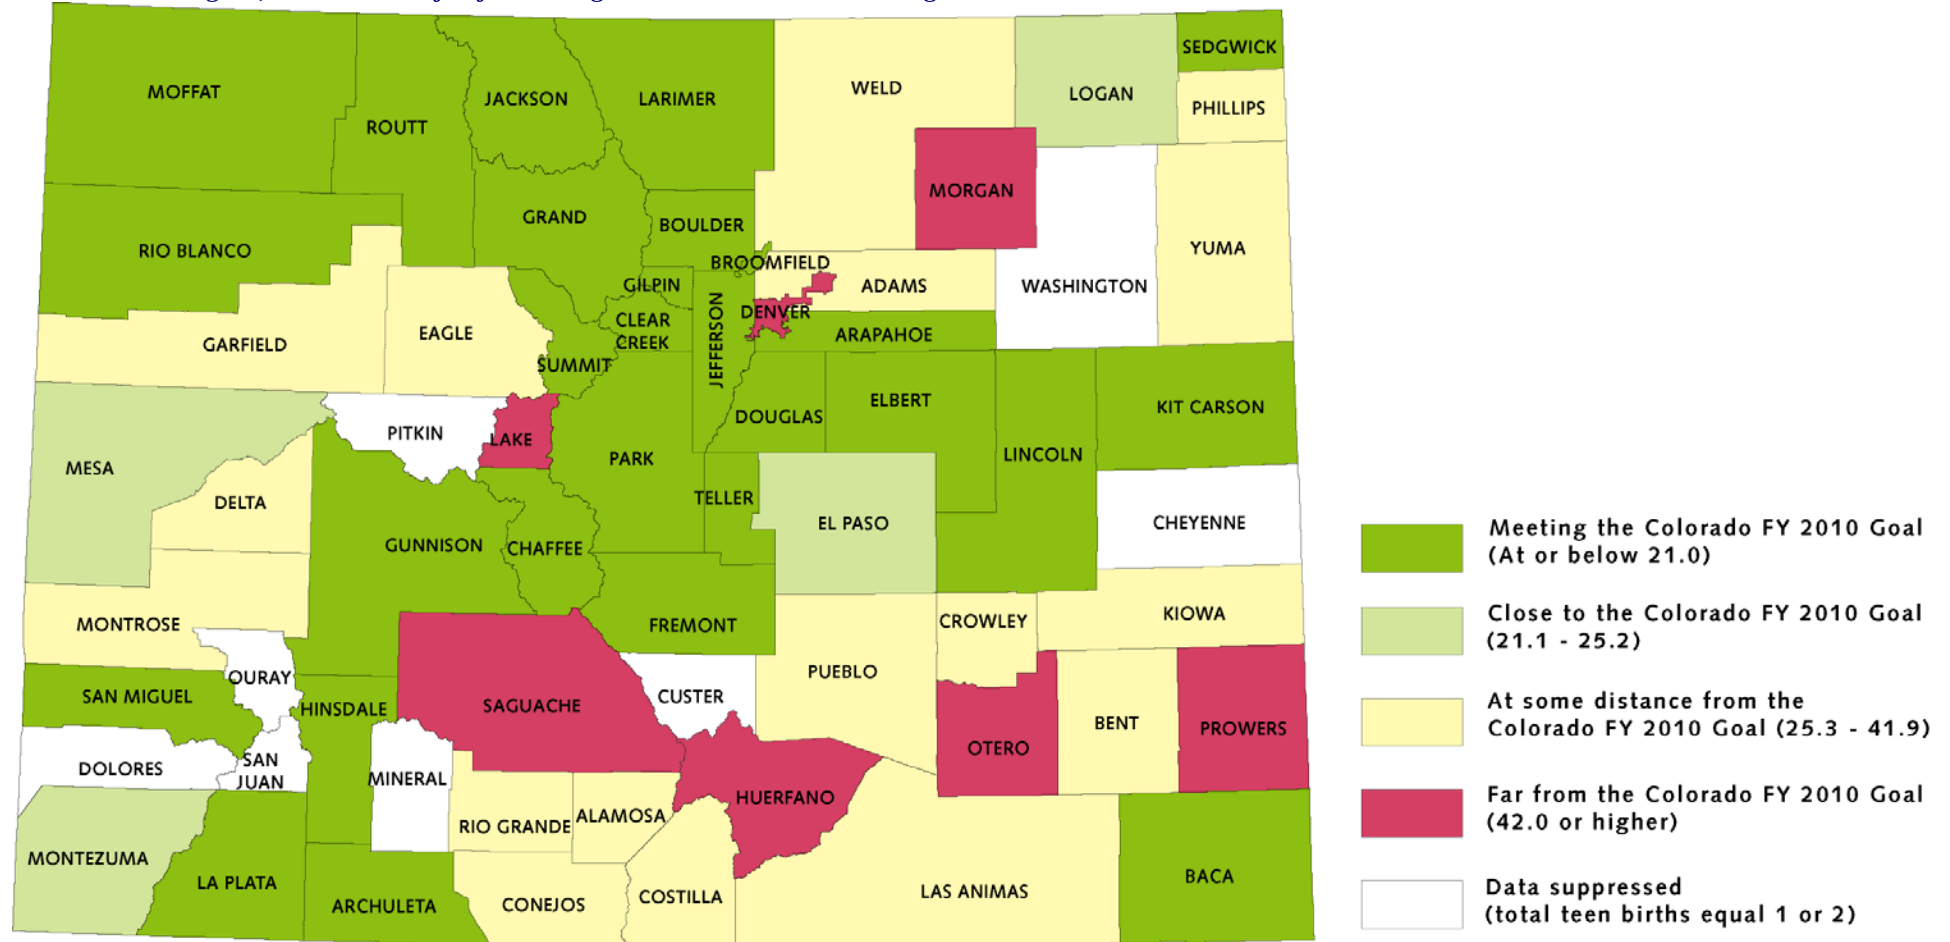 SEDGWICK
MOFFAT
WELD
LOGAN
JACKSON
LARIMER
PHILLIPS
ROUTT
MORGAN
GRAND
BOULDER
RIO BLANCO
YUMA
BROOMFIELD
GILPIN
ADAMS
WASHINGTON
DENVER
CLEAR
CREEK
JEFFERSON
EAGLE
ARAPAHOE
GARFIELD
SUMMIT
ELBERT
KIT CARSON
DOUGLAS
PITKIN
LAKE
LINCOLN
PARK
MESA
TELLER
DELTA
EL PASO
CHEYENNE
GUNNISON
CHAFFEE
MONTROSE
FREMONT
CROWLEY
KIOWA
PUEBLO
OURAY
SAN MIGUEL
CUSTER
HINSDALE
SAGUACHE
BENT
PROWERS
OTERO
SAN
JUAN
DOLORES
MINERAL
HUERFANO
ALAMOSA
RIO GRANDE
MONTEZUMA
BACA
LA PLATA
LAS ANIMAS
COSTILLA
CONEJOS
ARCHULETA
Meeting the Colorado FY 2010 Goal
(At or below 21.0)
Close to the Colorado FY 2010 Goal
(21.1 - 25.2)
At some distance from the
Colorado FY 2010 Goal (25.3 - 41.9)
Far from the Colorado FY 2010 Goal
(42.0 or higher)
Data suppressed
(total teen births equal 1 or 2)